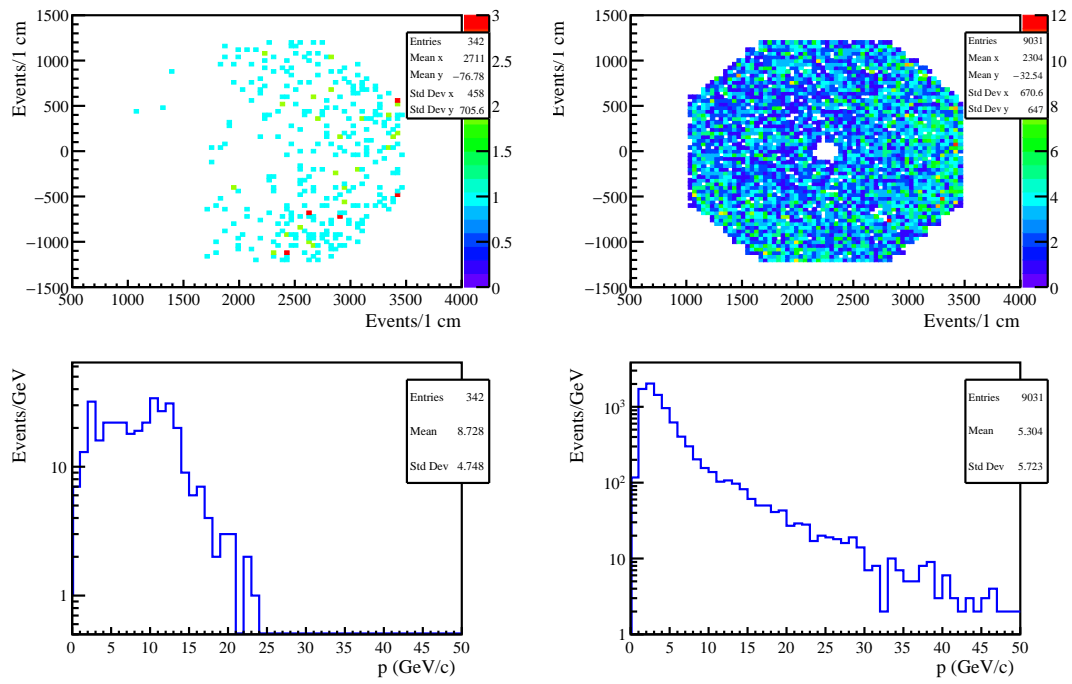 Events/1 cm
1500
1000
500
0
−500
−1000
−1500
500 1000 1500 2000 2500 3000 3500 4000
Events/1 cm
3
2.5
2
1.5
1
0.5
0
Entries 342
Mean x 2711
Mean y −76.78
Std Dev x 458
Std Dev y 705.6
Events/1 cm
1500
1000
500
0
−500
−1000
−1500
500 1000 1500 2000 2500 3000 3500 4000
Events/1 cm
12
10
8
6
4
2
0
Entries 9031
Mean x 2304
Mean y −32.54
Std Dev x 670.6
Std Dev y 647
Events/GeV
10
1
0 5 10 15 20 25 30 35 40 45 50
p (GeV/c)
Entries 342
Mean 8.728
Std Dev 4.748
Events/GeV
10³
10²
10
1
0 5 10 15 20 25 30 35 40 45 50
p (GeV/c)
Entries 9031
Mean 5.304
Std Dev 5.723